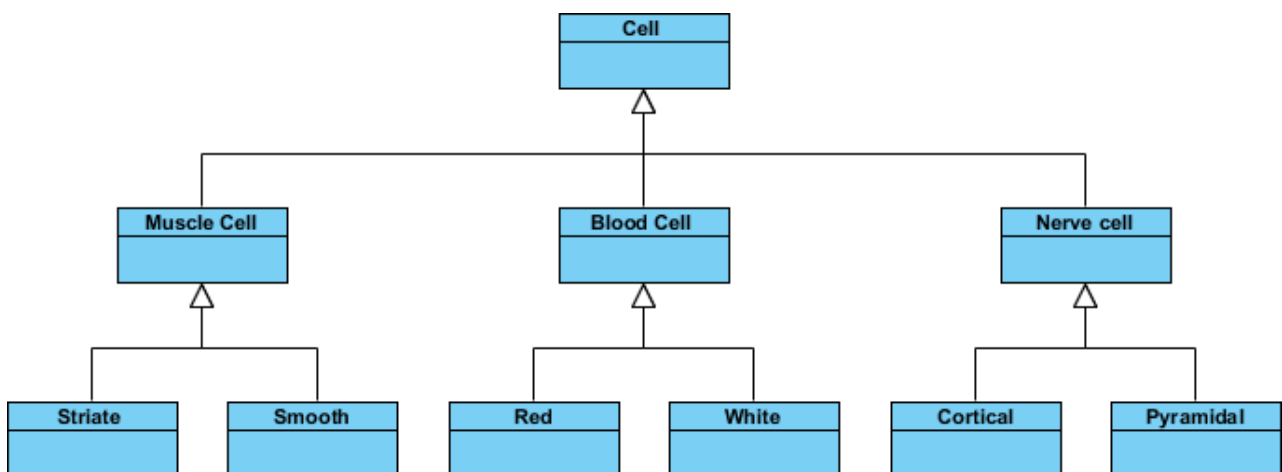 Cell
Muscle Cell
Blood Cell
Nerve cell
Striate
Smooth
Red
White
Cortical
Pyramidal